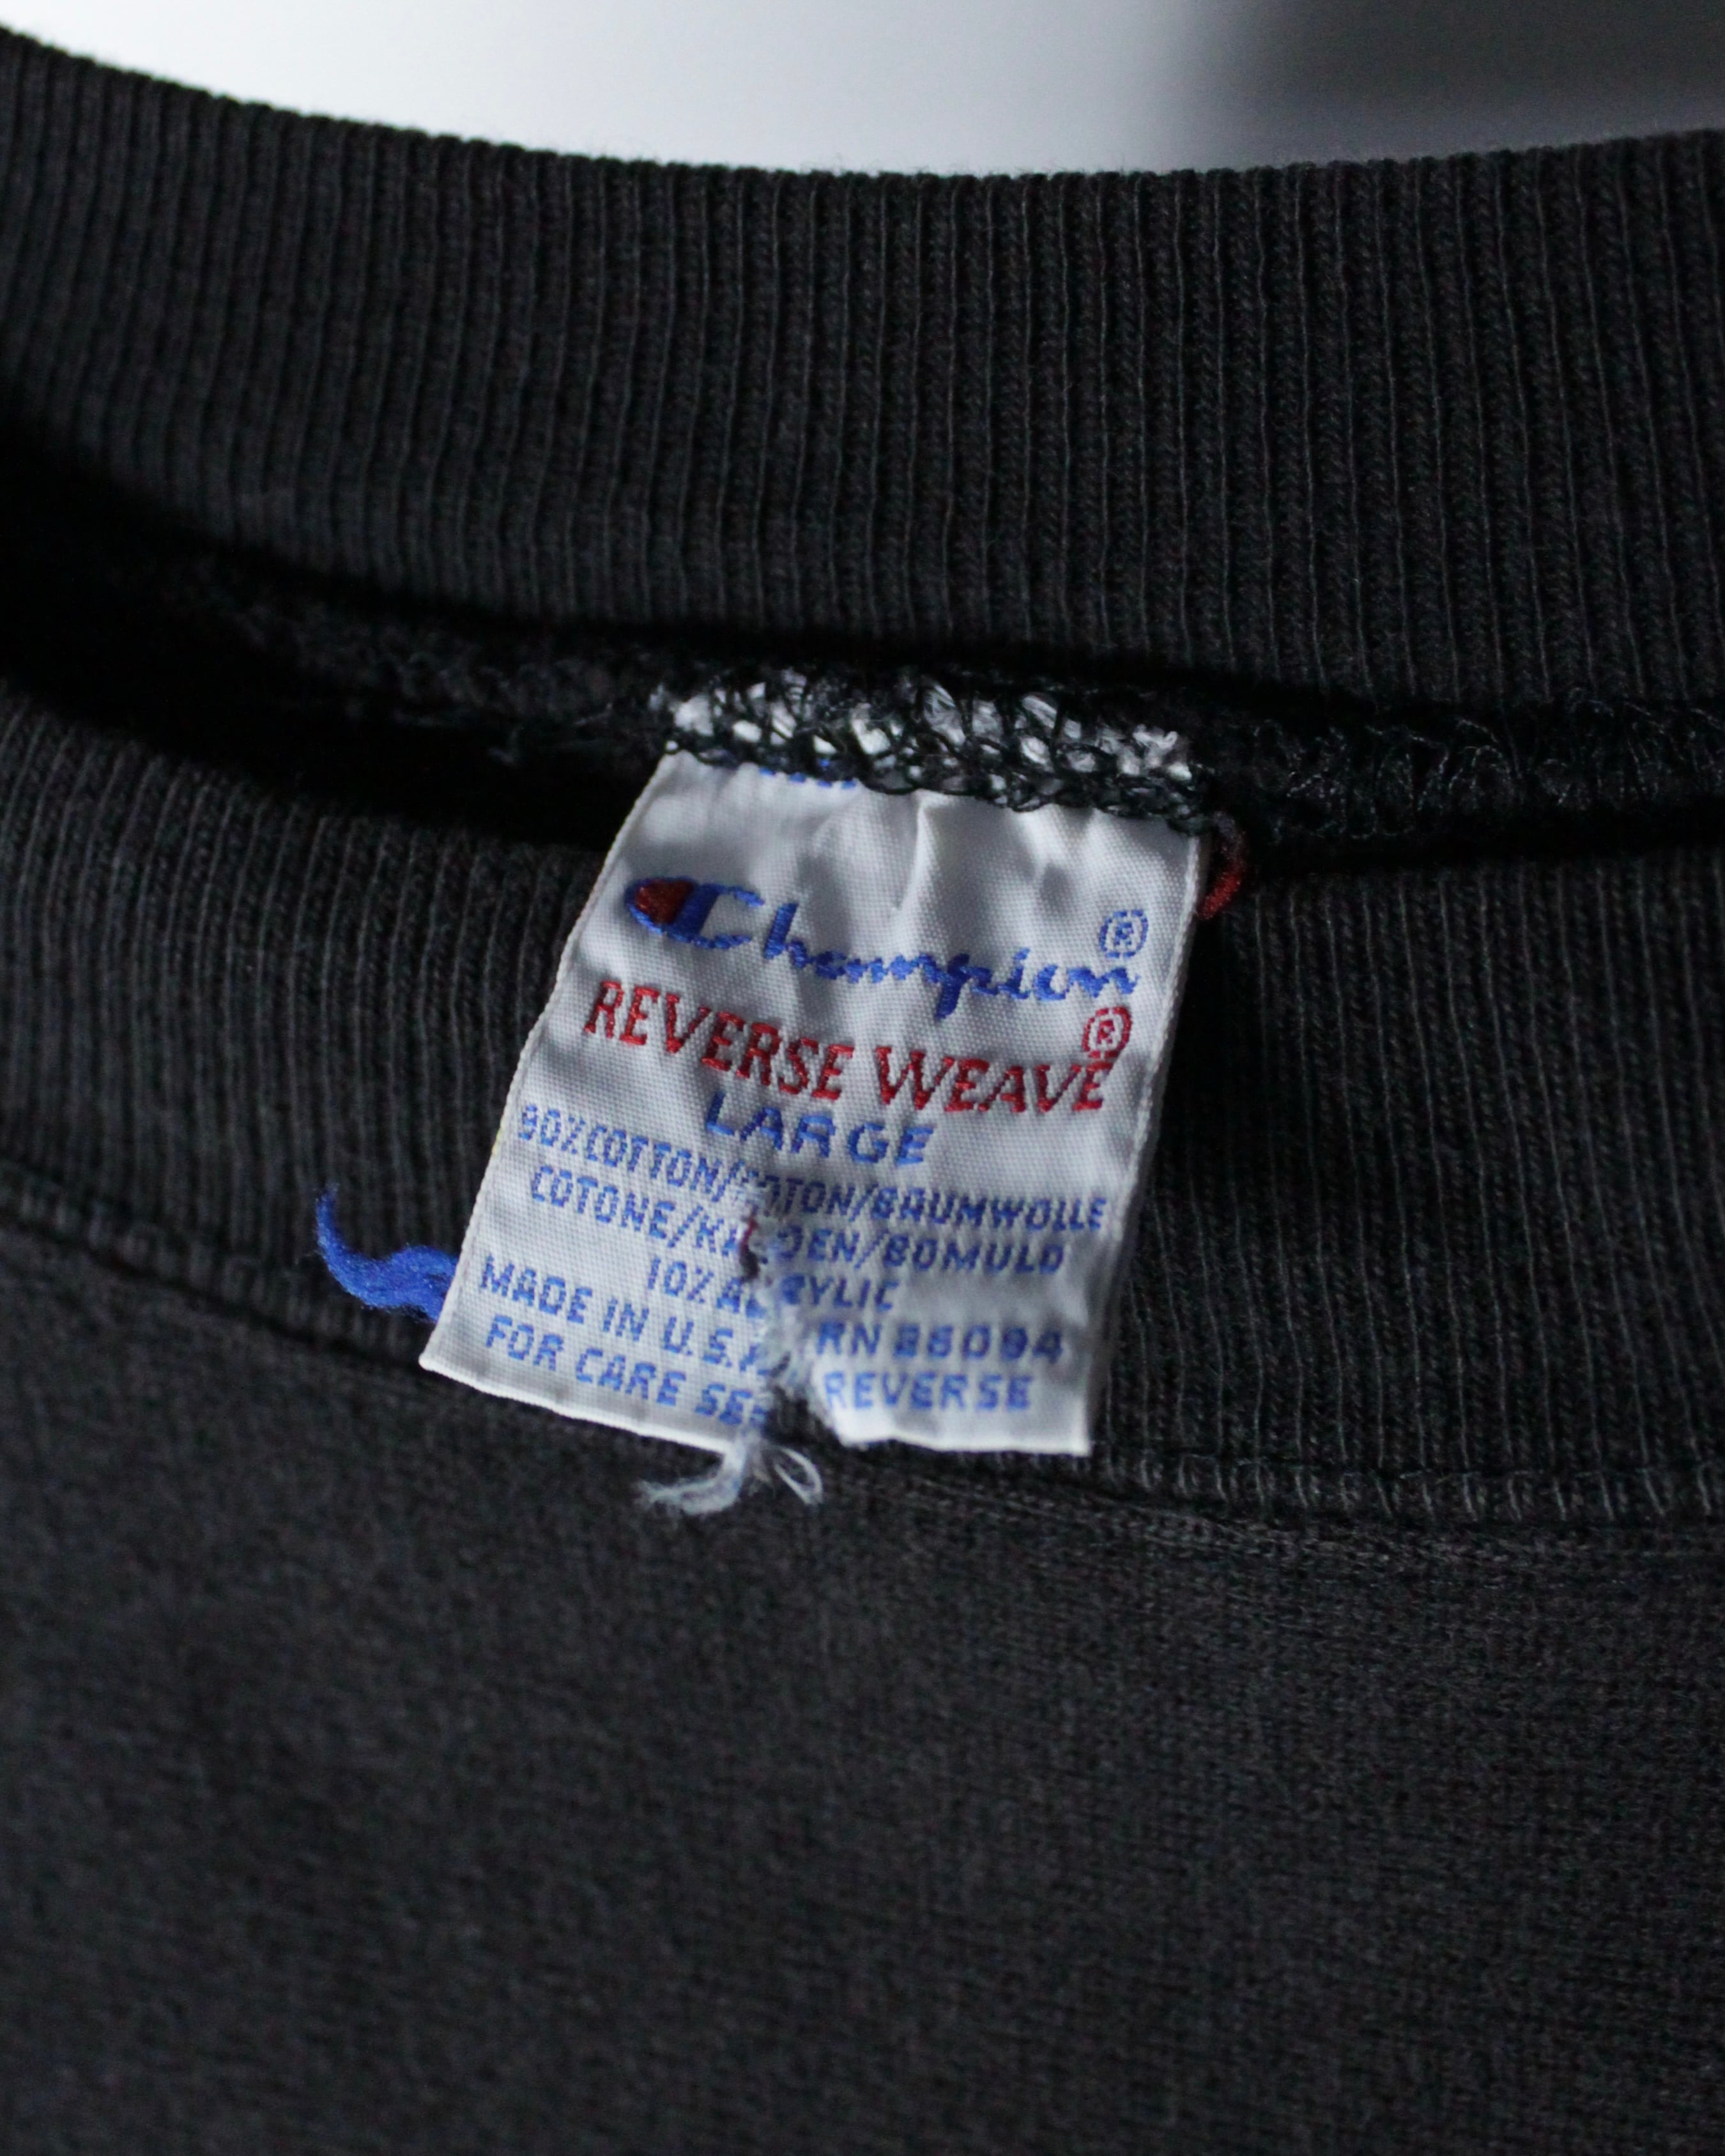 Champion®
REVERSE WEAVE®
LARGE
90% COTTON/COTON/BAUMWOLLE
COTONE/KATOEN/BOMULD
10% ACRYLIC
MADE IN U.S.A. RN 26094
FOR CARE SEE REVERSE